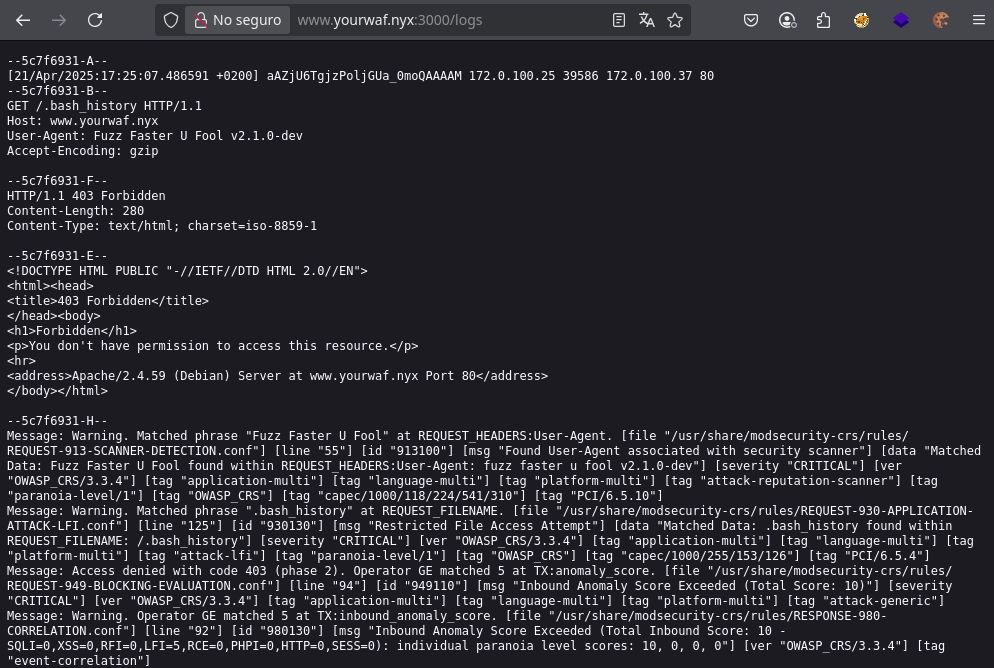 No seguro
www.yourwaf.nyx:3000/logs
--5c7f6931-A--
[21/Apr/2025:17:25:07.486591 +0200] aAZjU6TgjzPoljGUa_0moQAAAAM 172.0.100.25 39586 172.0.100.37 80
--5c7f6931-B--
GET /.bash_history HTTP/1.1
Host: www.yourwaf.nyx
User-Agent: Fuzz Faster U Fool v2.1.0-dev
Accept-Encoding: gzip
--5c7f6931-F--
HTTP/1.1 403 Forbidden
Content-Length: 280
Content-Type: text/html; charset=iso-8859-1
--5c7f6931-E--
<!DOCTYPE HTML PUBLIC "-//IETF//DTD HTML 2.0//EN">
<html><head>
<title>403 Forbidden</title>
</head><body>
<h1>Forbidden</h1>
<p>You don't have permission to access this resource.</p>
<hr>
<address>Apache/2.4.59 (Debian) Server at www.yourwaf.nyx Port 80</address>
</body></html>
--5c7f6931-H--
Message: Warning. Matched phrase "Fuzz Faster U Fool" at REQUEST_HEADERS:User-Agent. [file "/usr/share/modsecurity-crs/rules/
REQUEST-913-SCANNER-DETECTION.conf"] [line "55"] [id "913100"] [msg "Found User-Agent associated with security scanner"] [data "Matched
Data: Fuzz Faster U Fool found within REQUEST_HEADERS:User-Agent: fuzz faster u fool v2.1.0-dev"] [severity "CRITICAL"] [ver
"OWASP_CRS/3.3.4"] [tag "application-multi"] [tag "language-multi"] [tag "platform-multi"] [tag "attack-reputation-scanner"] [tag
"paranoia-level/1"] [tag "OWASP_CRS"] [tag "capec/1000/118/224/541/310"] [tag "PCI/6.5.10"]
Message: Warning. Matched phrase ".bash_history" at REQUEST_FILENAME. [file "/usr/share/modsecurity-crs/rules/REQUEST-930-APPLICATION-
ATTACK-LFI.conf"] [line "125"] [id "930130"] [msg "Restricted File Access Attempt"] [data "Matched Data: .bash_history found within
REQUEST_FILENAME: /.bash_history"] [severity "CRITICAL"] [ver "OWASP_CRS/3.3.4"] [tag "application-multi"] [tag "language-multi"] [tag
"platform-multi"] [tag "attack-lfi"] [tag "paranoia-level/1"] [tag "OWASP_CRS"] [tag "capec/1000/255/153/126"] [tag "PCI/6.5.4"]
Message: Access denied with code 403 (phase 2). Operator GE matched 5 at TX:anomaly_score. [file "/usr/share/modsecurity-crs/rules/
REQUEST-949-BLOCKING-EVALUATION.conf"] [line "94"] [id "949110"] [msg "Inbound Anomaly Score Exceeded (Total Score: 10)"] [severity
"CRITICAL"] [ver "OWASP_CRS/3.3.4"] [tag "application-multi"] [tag "language-multi"] [tag "platform-multi"] [tag "attack-generic"]
Message: Warning. Operator GE matched 5 at TX:inbound_anomaly_score. [file "/usr/share/modsecurity-crs/rules/RESPONSE-980-
CORRELATION.conf"] [line "92"] [id "980130"] [msg "Inbound Anomaly Score Exceeded (Total Inbound Score: 10 -
SQLI=0,XSS=0,RFI=0,LFI=5,RCE=0,PHPI=0,HTTP=0,SESS=0): individual paranoia level scores: 10, 0, 0, 0"] [ver "OWASP_CRS/3.3.4"] [tag
"event-correlation"]